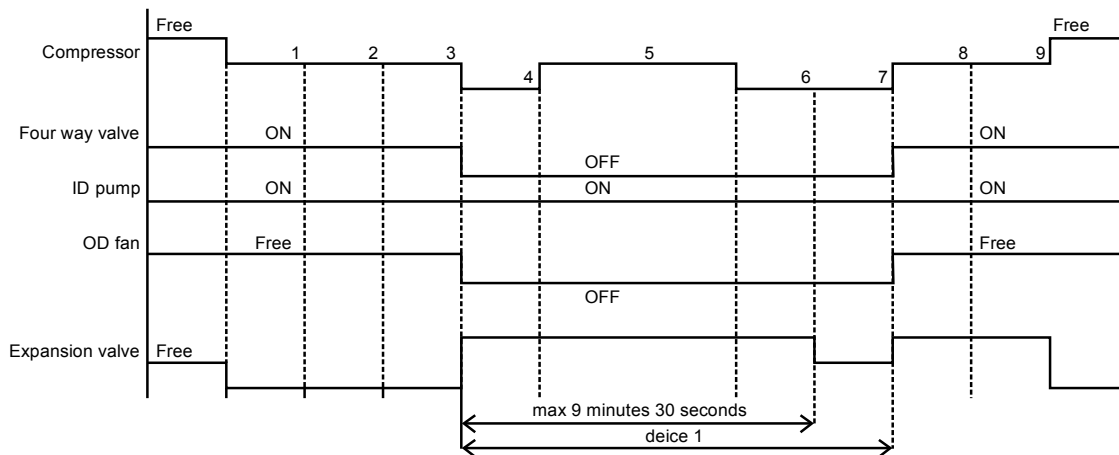 Free
Free
Compressor
1
2
3
4
5
6
7
8
9
Four way valve
ON
OFF
ON
ID pump
ON
ON
ON
OD fan
Free
OFF
Free
Expansion valve
Free
max 9 minutes 30 seconds
deice 1